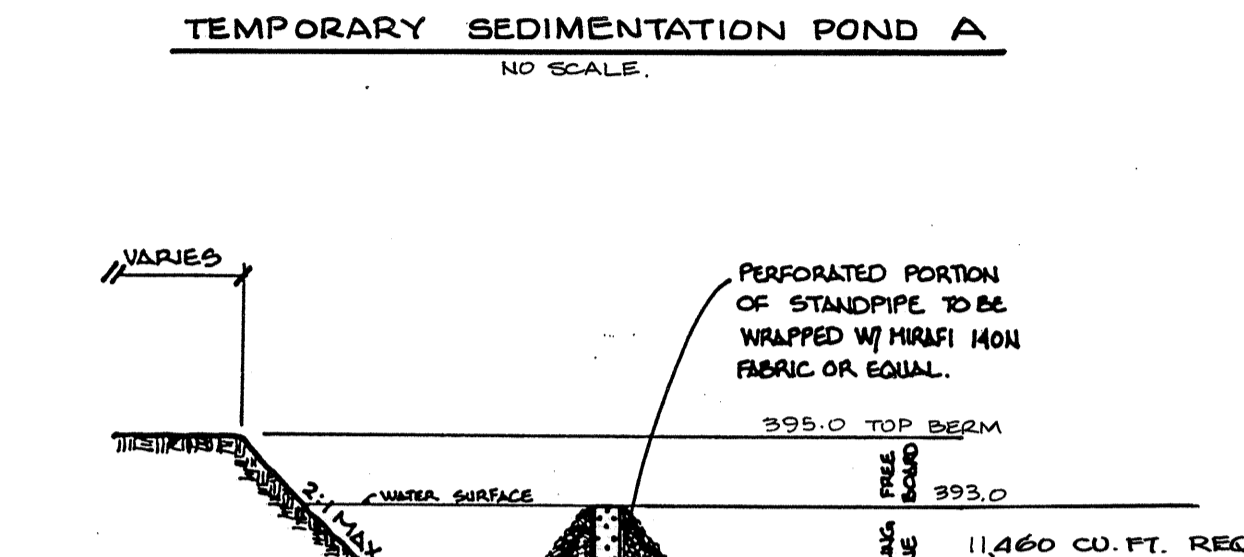 TEMPORARY SEDIMENTATION POND A
NO SCALE.
VARIES
PERFORATED PORTION
OF STANDPIPE TO BE
WRAPPED W/ MIRAFI 140N
FABRIC OR EQUAL.
395.0 TOP BERM
FREE
BOARD
2:1 MAX
WATER SURFACE
393.0
11,460 CU. FT.